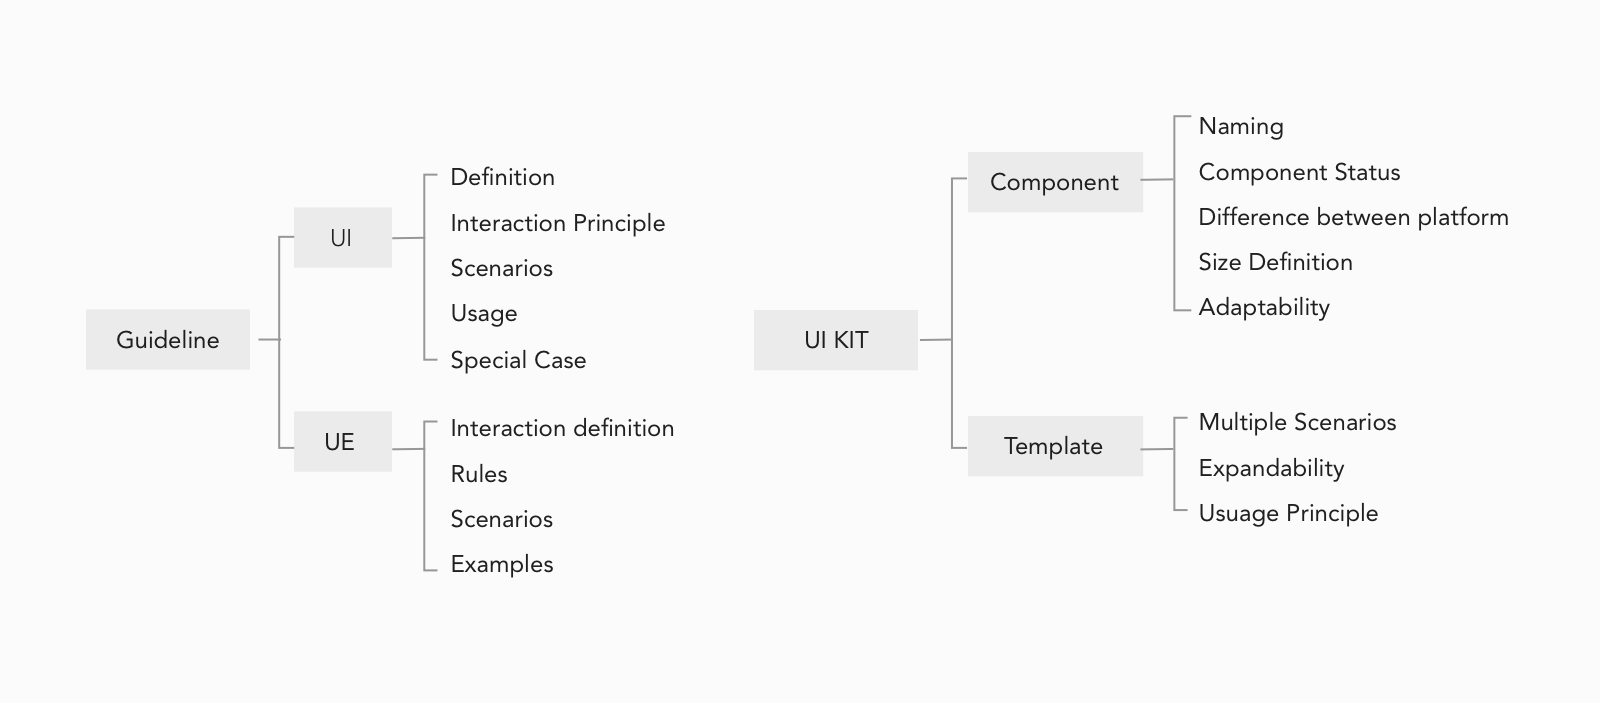 Guideline
UI
Definition
Interaction Principle
Scenarios
Usage
Special Case
UE
Interaction definition
Rules
Scenarios
Examples
UI KIT
Component
Naming
Component Status
Difference between platform
Size Definition
Adaptability
Template
Multiple Scenarios
Expandability
Usuage Principle